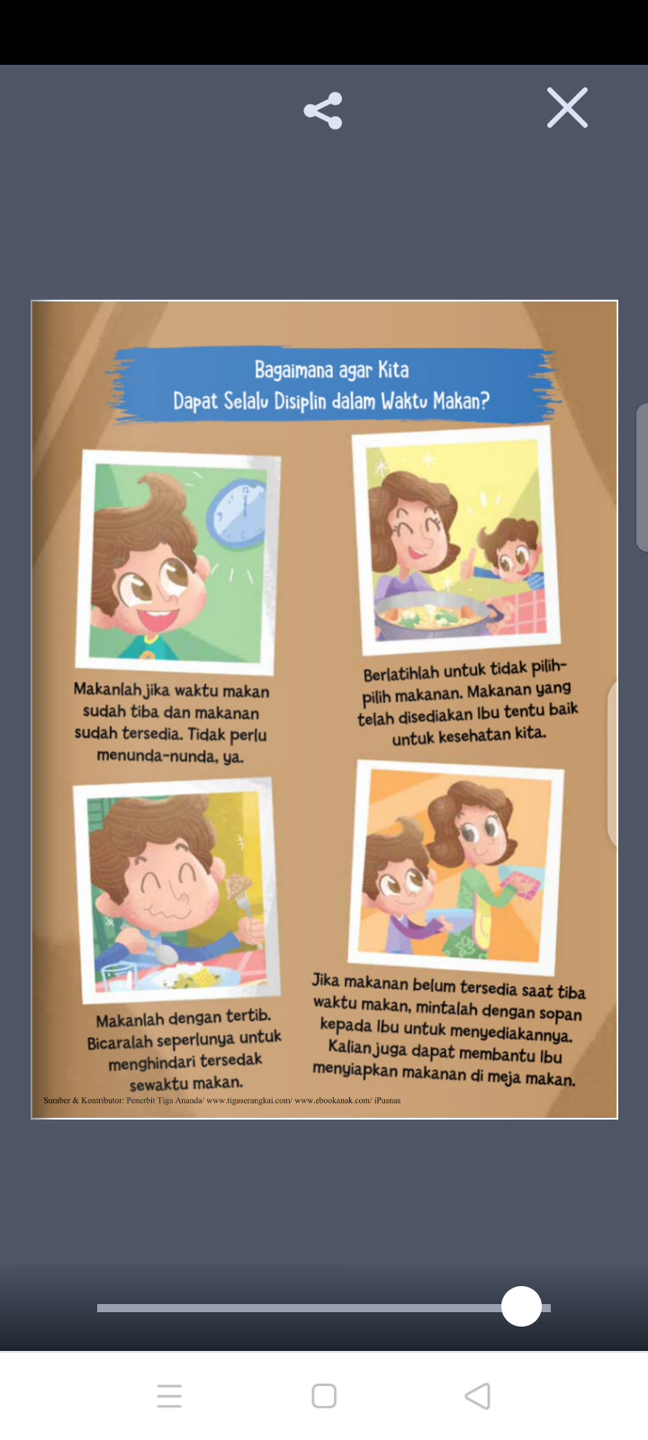 Bagaimana agar Kita
Dapat Selalu Disiplin dalam Waktu Makan?
Makanlah jika waktu makan
sudah tiba dan makanan
sudah tersedia. Tidak perlu
menunda-nunda, ya.
Berlatihlah untuk tidak pilih-
pilih makanan. Makanan yang
telah disediakan Ibu tentu baik
untuk kesehatan kita.
Makanlah dengan tertib.
Bicaralah seperlunya untuk
menghindari tersedak
sewaktu makan.
Jika makanan belum tersedia saat tiba
waktu makan, mintalah dengan sopan
kepada Ibu untuk menyediakannya.
Kalian juga dapat membantu Ibu
menyiapkan makanan di meja makan.
Sumber & Kontributor: Penerbit Tiga Ananda/ www.tigaserangkai.com/ www.ebookanak.com/ iPusnas